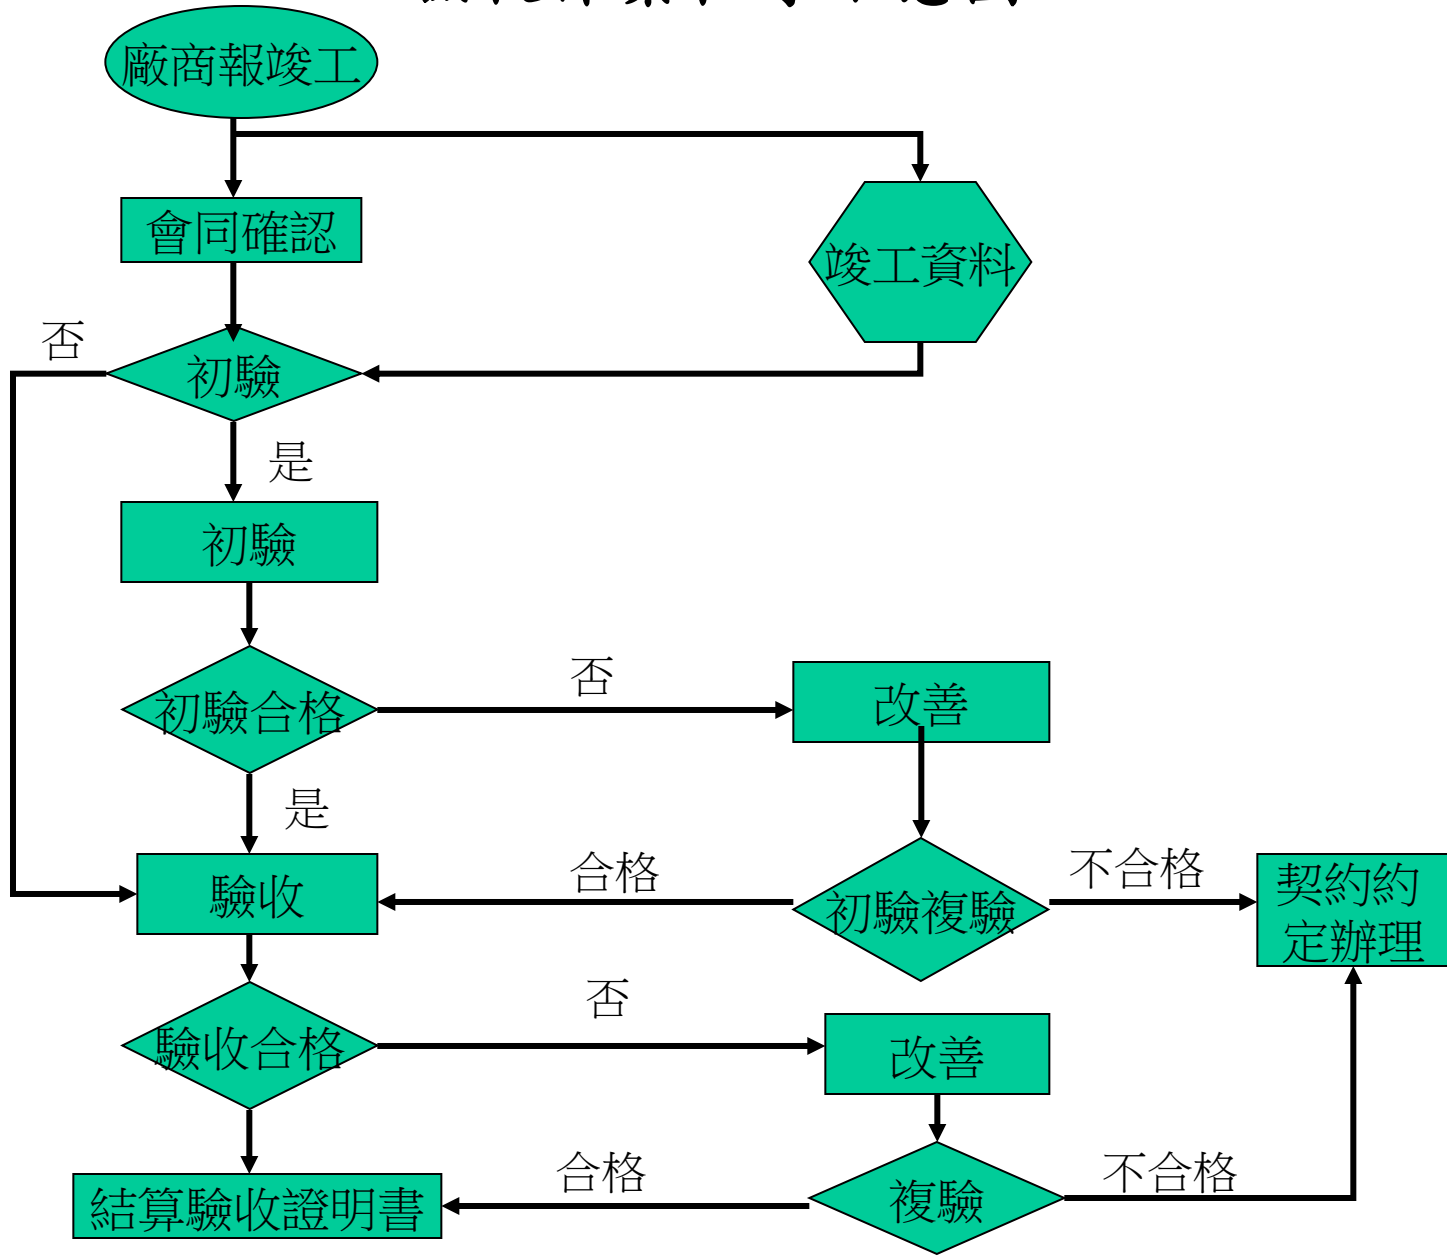 廠商報竣工
會同確認
竣工資料
否
初驗
是
初驗
初驗合格
否
改善
是
驗收
合格
初驗複驗
不合格
契約約
定辦理
驗收合格
否
改善
結算驗收證明書
合格
複驗
不合格